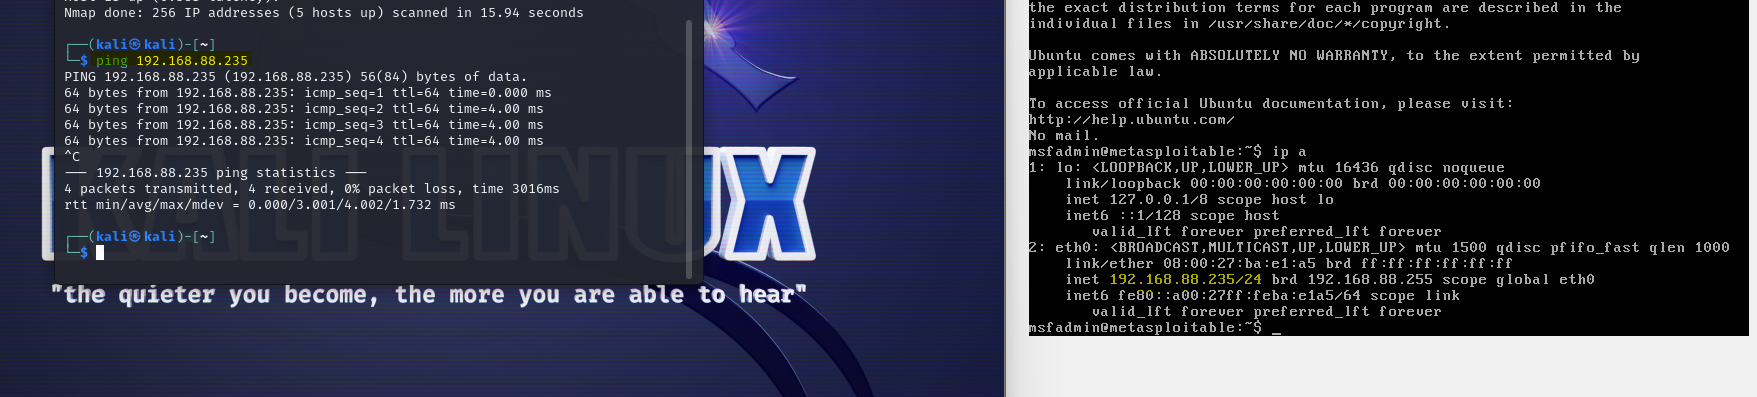 Nmap done: 256 IP addresses (5 hosts up) scanned in 15.94 seconds
┌──(kali㉿kali)-[~]
└─$ ping 192.168.88.235
PING 192.168.88.235 (192.168.88.235) 56(84) bytes of data.
64 bytes from 192.168.88.235: icmp_seq=1 ttl=64 time=0.000 ms
64 bytes from 192.168.88.235: icmp_seq=2 ttl=64 time=4.00 ms
64 bytes from 192.168.88.235: icmp_seq=3 ttl=64 time=4.00 ms
64 bytes from 192.168.88.235: icmp_seq=4 ttl=64 time=4.00 ms
^C
── 192.168.88.235 ping statistics ──
4 packets transmitted, 4 received, 0% packet loss, time 3016ms
rtt min/avg/max/mdev = 0.000/3.001/4.002/1.732 ms
┌──(kali㉿kali)-[~]
└─$
KALI LINUX
"the quieter you become, the more you are able to hear"
the exact distribution terms for each program are described in the
individual files in /usr/share/doc/*/copyright.
Ubuntu comes with ABSOLUTELY NO WARRANTY, to the extent permitted by
applicable law.
To access official Ubuntu documentation, please visit:
http://help.ubuntu.com/
No mail.
msfadmin@metasploitable:~$ ip a
1: lo: <LOOPBACK,UP,LOWER_UP> mtu 16436 qdisc noqueue
link/loopback 00:00:00:00:00:00 brd 00:00:00:00:00:00
inet 127.0.0.1/8 scope host lo
inet6 ::1/128 scope host
valid_lft forever preferred_lft forever
2: eth0: <BROADCAST,MULTICAST,UP,LOWER_UP> mtu 1500 qdisc pfifo_fast qlen 1000
link/ether 08:00:27:ba:e1:a5 brd ff:ff:ff:ff:ff:ff
inet 192.168.88.235/24 brd 192.168.88.255 scope global eth0
inet6 fe80::a00:27ff:feba:e1a5/64 scope link
valid_lft forever preferred_lft forever
msfadmin@metasploitable:~$ _